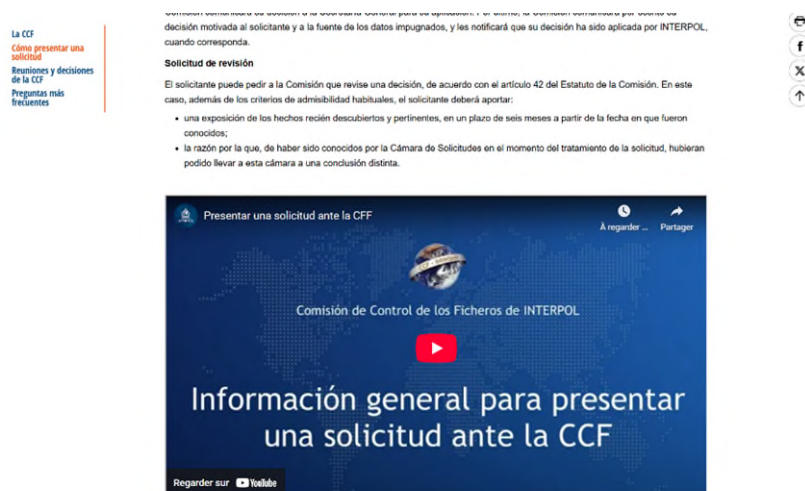 La CCF
Cómo presentar una
solicitud
Reuniones y decisiones
de la CCF
Preguntas más
frecuentes
decisión motivada al solicitante y a la fuente de los datos impugnados, y les notificará que su decisión ha sido aplicada por INTERPOL,
cuando corresponda.
Solicitud de revisión
El solicitante puede pedir a la Comisión que revise una decisión, de acuerdo con el artículo 42 del Estatuto de la Comisión. En este
caso, además de los criterios de admisibilidad habituales, el solicitante deberá aportar:
• una exposición de los hechos recién descubiertos y pertinentes, en un plazo de seis meses a partir de la fecha en que fueron
conocidos;
• la razón por la que, de haber sido conocidos por la Cámara de Solicitudes en el momento del tratamiento de la solicitud, hubieran
podido llevar a esta cámara a una conclusión distinta.
Presentar una solicitud ante la CFF
À regarder ...
Partager
Comisión de Control de los Ficheros de INTERPOL
Información general para presentar
una solicitud ante la CCF
Regarder sur YouTube